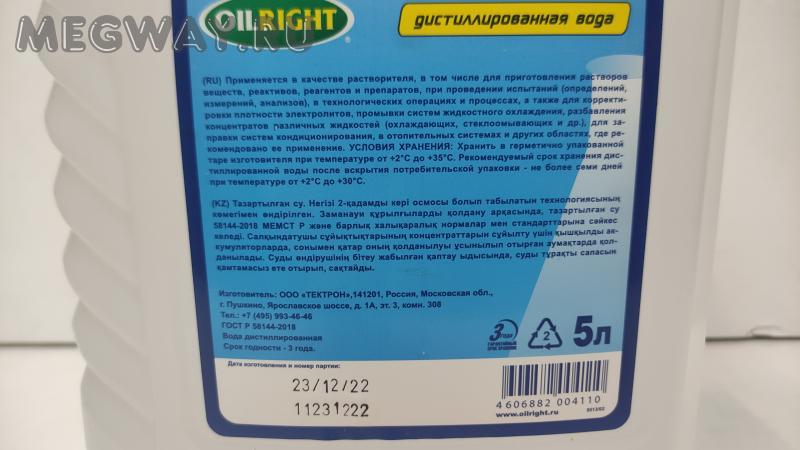 MEGWAY.RU
OILRIGHT®
дистиллированная вода
(RU) Применяется в качестве растворителя, в том числе для приготовления растворов
веществ, реактивов, реагентов и препаратов, при проведении испытаний (определений,
измерений, анализов), в технологических операциях и процессах, а также для корректи-
ровки плотности электролитов, промывки систем жидкостного охлаждения, разбавления
концентратов различных жидкостей (охлаждающих, стеклоомывающих и др.), для за-
правки систем кондиционирования, в отопительных системах и других областях, где ре-
комендовано ее применение. УСЛОВИЯ ХРАНЕНИЯ: Хранить в герметично упакованной
таре изготовителя при температуре от +2°С до +35°С. Рекомендуемый срок хранения дис-
тиллированной воды после вскрытия потребительской упаковки - не более семи дней
при температуре от +2°С до +30°С.
(KZ) Тазартылған су. Негізі 2-қадамды кері осмосы болып табылатын технологиясының
көмегімен өндірілген. Заманауи құрылғыларды қолдану арқасында, тазартылған су
58144-2018 МЕМСТ Р және барлық халықаралық нормалар мен стандарттарына сәйкес
келеді. Салқындатушы сұйықтықтарының концентраттарын сұйылту үшін қышқылды ак-
кумуляторларда, сонымен қатар оның қолданылуы ұсынылып отырған аумақтарда қол-
данылады. Суды өндірушінің бітеу жабылған қаптау ыдысында, суды тұрақты сапасын
қамтамасыз ете отырып, сақтайды.
Изготовитель: ООО «ТЕКТРОН»,141201, Россия, Московская обл.,
г. Пушкино, Ярославское шоссе, д. 1А, эт. 3, комн. 308
Тел.: +7 (495) 993-46-46
ГОСТ Р 58144-2018
Вода дистиллированная
Срок годности - 3 года.
3 ГОДА
ГАРАНТИЙНЫЙ
СРОК ХРАНЕНИЯ
2
5л
Дата изготовления и номер партии:
23/12/22
11231222
4 606882 004110
www.oilright.ru